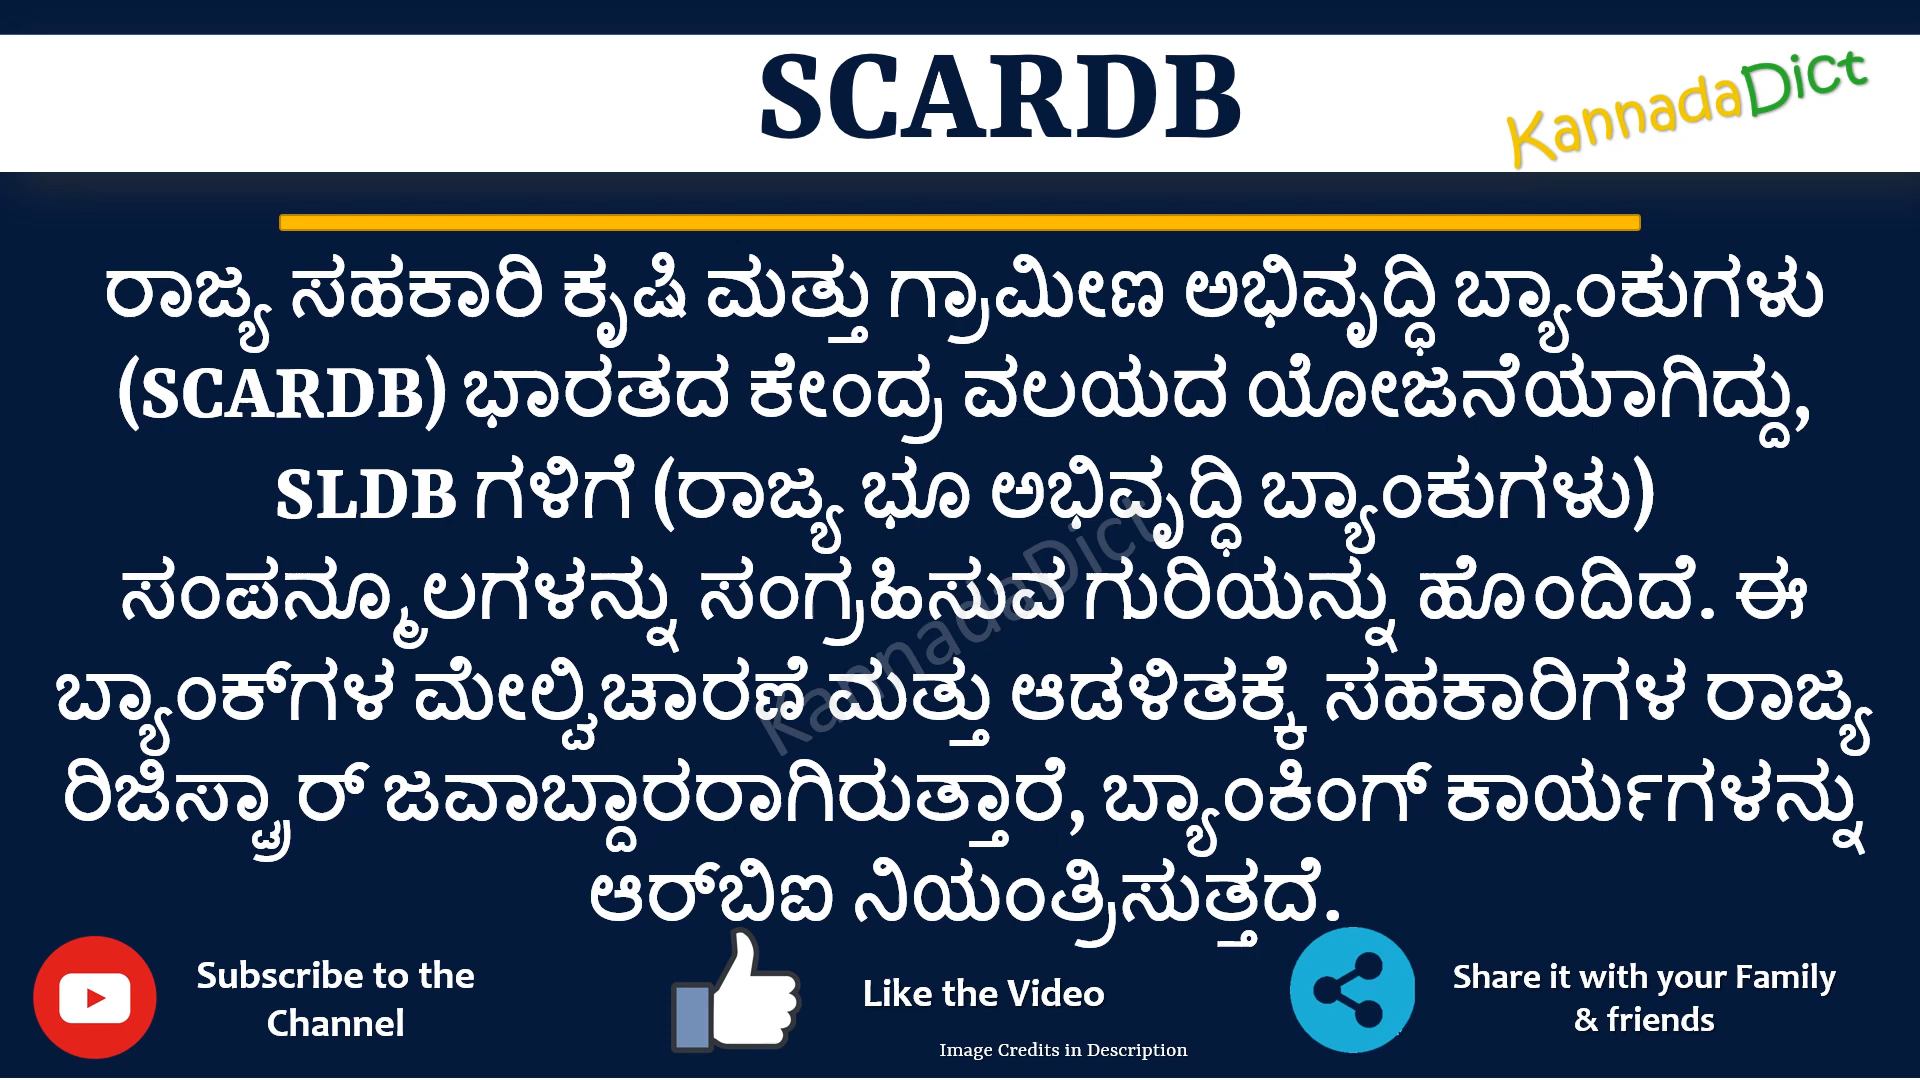 SCARDB
KannadaDict
ರಾಜ್ಯ ಸಹಕಾರಿ ಕೃಷಿ ಮತ್ತು ಗ್ರಾಮೀಣ ಅಭಿವೃದ್ಧಿ ಬ್ಯಾಂಕುಗಳು
(SCARDB) ಭಾರತದ ಕೇಂದ್ರ ವಲಯದ ಯೋಜನೆಯಾಗಿದ್ದು,
SLDB ಗಳಿಗೆ (ರಾಜ್ಯ ಭೂ ಅಭಿವೃದ್ಧಿ ಬ್ಯಾಂಕುಗಳು)
ಸಂಪನ್ಮೂಲಗಳನ್ನು ಸಂಗ್ರಹಿಸುವ ಗುರಿಯನ್ನು ಹೊಂದಿದೆ. ಈ
ಬ್ಯಾಂಕ್‌ಗಳ ಮೇಲ್ವಿಚಾರಣೆ ಮತ್ತು ಆಡಳಿತಕ್ಕೆ ಸಹಕಾರಿಗಳ ರಾಜ್ಯ
ರಿಜಿಸ್ಟ್ರಾರ್ ಜವಾಬ್ದಾರರಾಗಿರುತ್ತಾರೆ, ಬ್ಯಾಂಕಿಂಗ್ ಕಾರ್ಯಗಳನ್ನು
ಆರ್‌ಬಿಐ ನಿಯಂತ್ರಿಸುತ್ತದೆ.
KannadaDict
Subscribe to the
Channel
Like the Video
Share it with your Family
& friends
Image Credits in Description